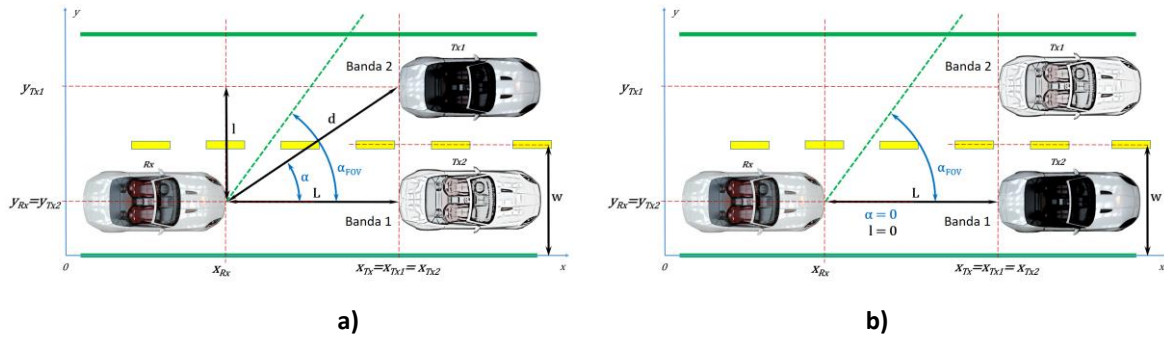 y
Tx1
Banda 2
y_Tx1
l
d
Rx
Tx2
α
α_FOV
L
w
y_Rx=y_Tx2
Banda 1
0
x_Rx
x_Tx=x_Tx1=x_Tx2
x
a)
y
Tx1
Banda 2
y_Tx1
Rx
Tx2
α_FOV
L
w
y_Rx=y_Tx2
α = 0
l = 0
Banda 1
0
x_Rx
x_Tx=x_Tx1=x_Tx2
x
b)